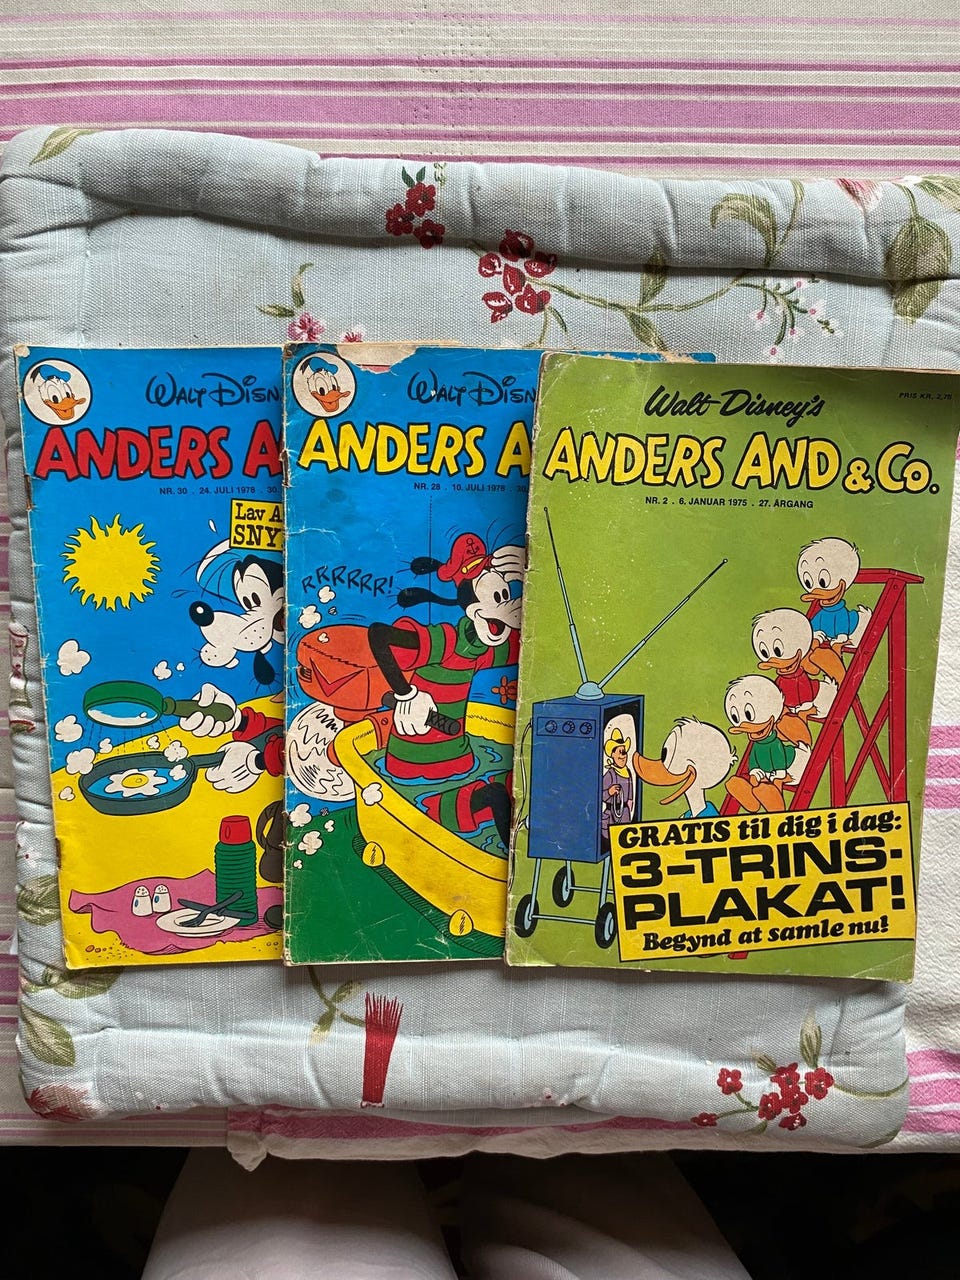 WALT DISN
ANDERS A
NR. 30 . 24. JULI 1978 . 30.
Lav A
SNY
WALT DISN
ANDERS A
NR. 28 . 10. JULI 1978 . 30.
RRRRRR!
Walt Disney's
PRIS KR. 2,75
ANDERS AND & Co.
NR. 2 . 6. JANUAR 1975 . 27. ÅRGANG
GRATIS til dig i dag:
3-TRINS-
PLAKAT!
Begynd at samle nu!